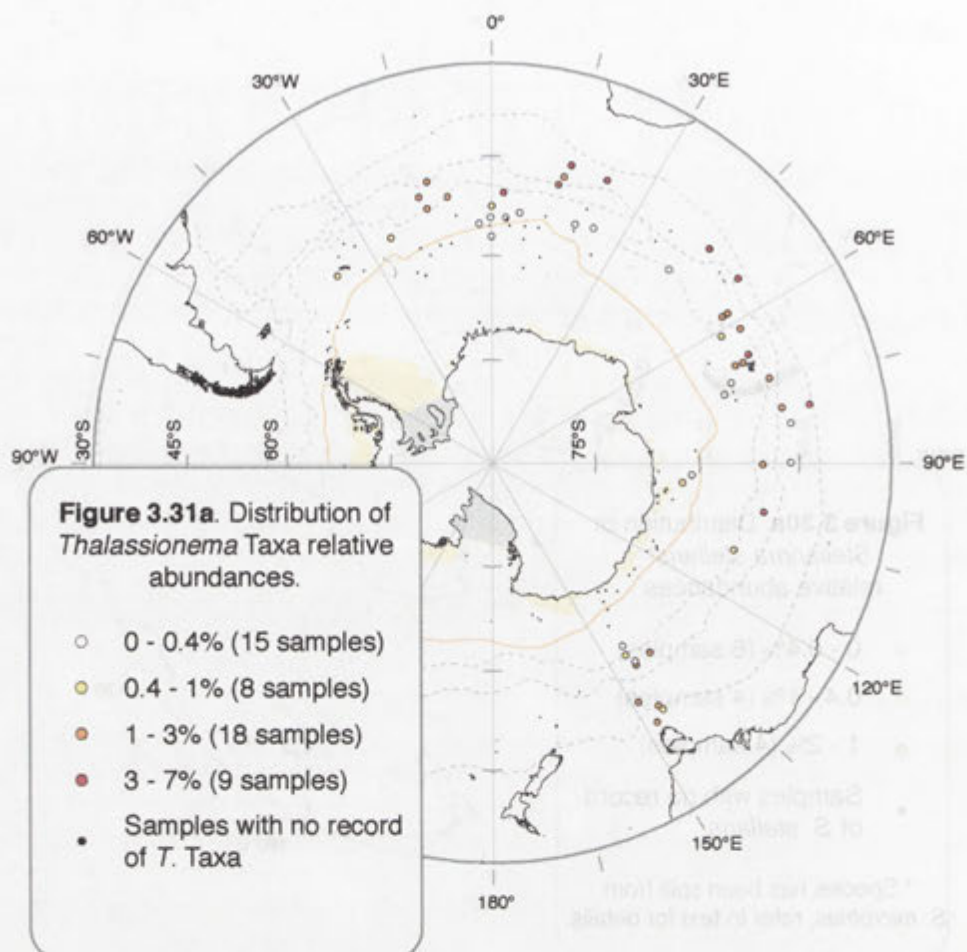 0°
30°W
30°E
60°W
60°E
90°W
30°S
45°S
60°S
75°S
90°E
120°E
150°E
180°
Figure 3.31a. Distribution of
Thalassionema Taxa relative
abundances.
0 - 0.4% (15 samples)
0.4 - 1% (8 samples)
1 - 3% (18 samples)
3 - 7% (9 samples)
Samples with no record
of T. Taxa